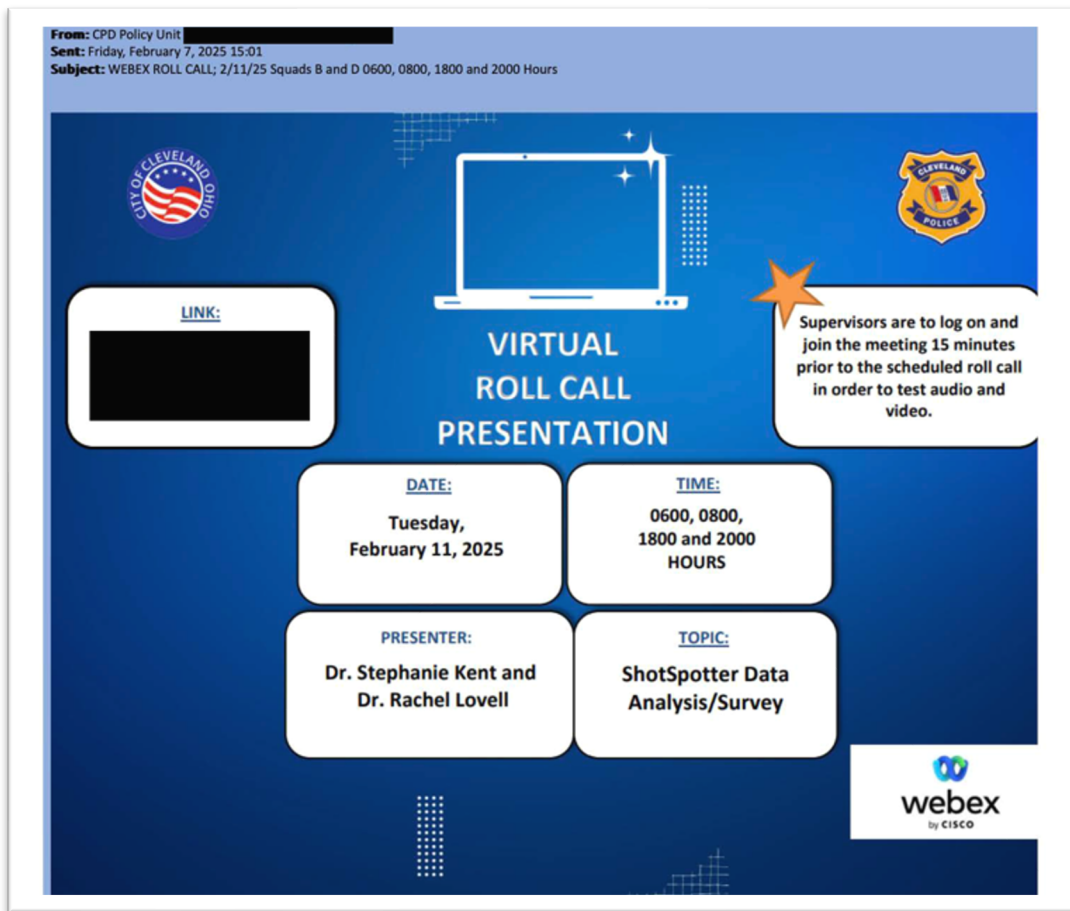 From: CPD Policy Unit
Sent: Friday, February 7, 2025 15:01
Subject: WEBEX ROLL CALL; 2/11/25 Squads B and D 0600, 0800, 1800 and 2000 Hours
CITY OF CLEVELAND OHIO
CLEVELAND
POLICE
LINK:
Supervisors are to log on and
join the meeting 15 minutes
prior to the scheduled roll call
in order to test audio and
video.
VIRTUAL
ROLL CALL
PRESENTATION
DATE:
Tuesday,
February 11, 2025
TIME:
0600, 0800,
1800 and 2000
HOURS
PRESENTER:
Dr. Stephanie Kent and
Dr. Rachel Lovell
TOPIC:
ShotSpotter Data
Analysis/Survey
webex
by CISCO